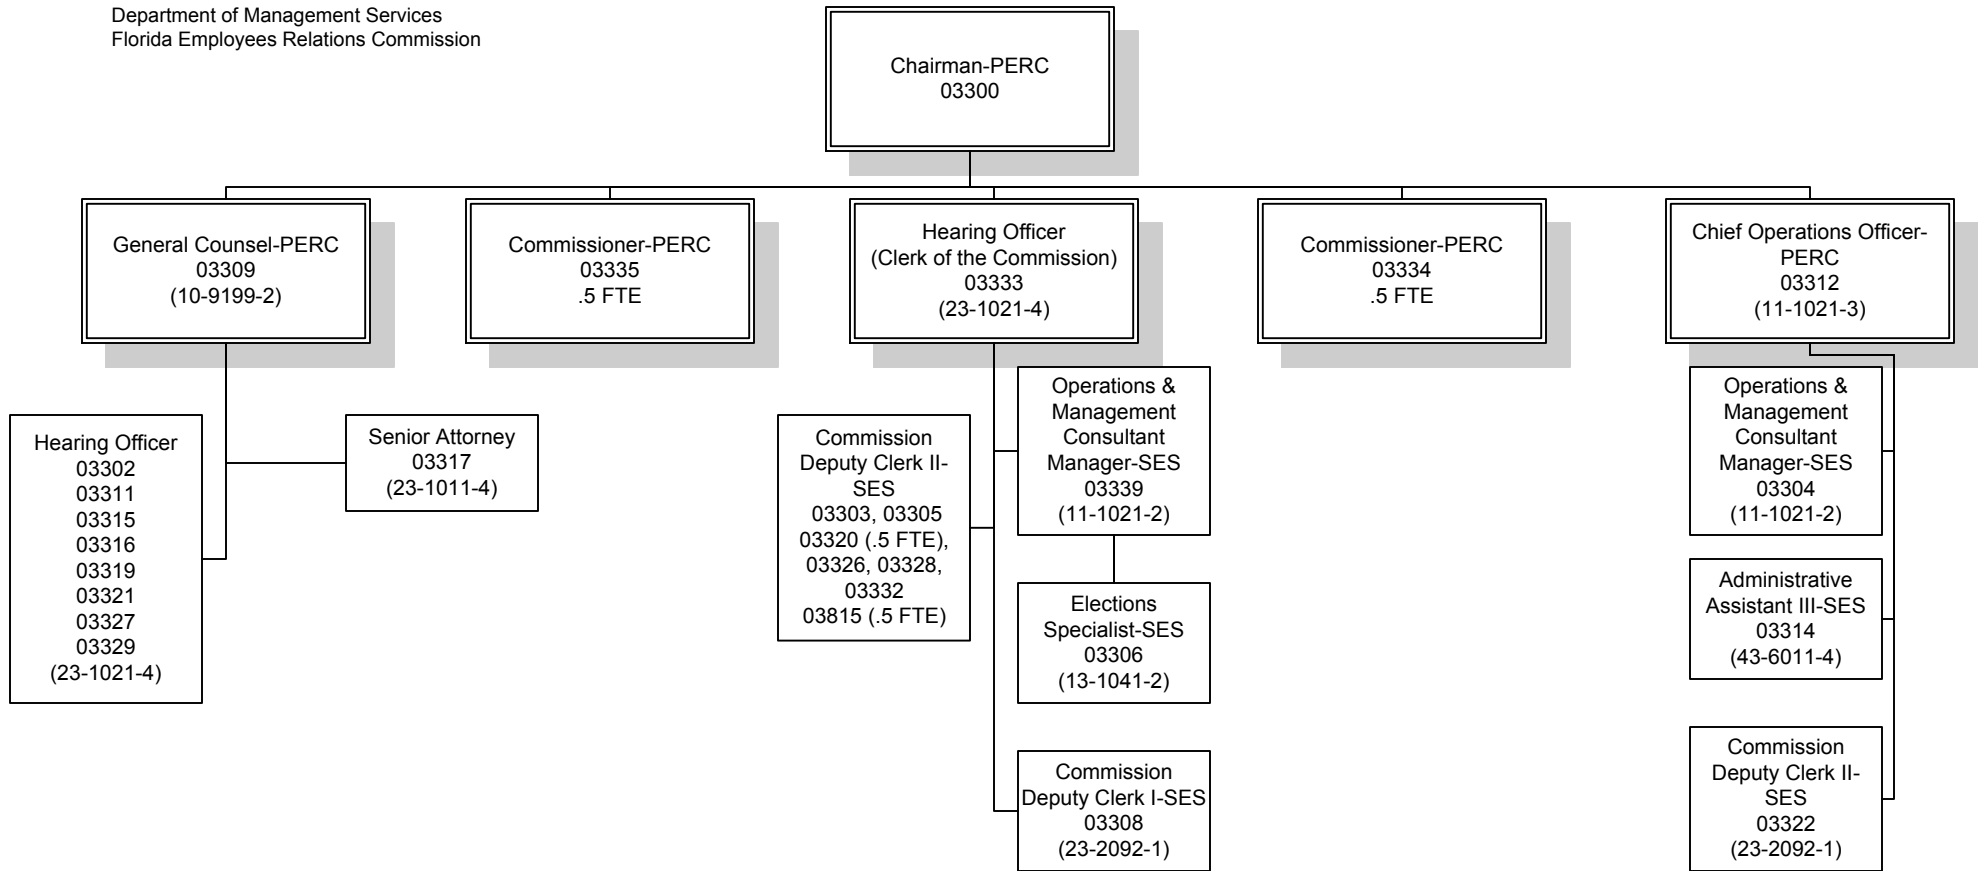 Department of Management Services
Florida Employees Relations Commission
Chairman-PERC
03300
General Counsel-PERC
03309
(10-9199-2)
Commissioner-PERC
03335
.5 FTE
Hearing Officer
(Clerk of the Commission)
03333
(23-1021-4)
Commissioner-PERC
03334
.5 FTE
Chief Operations Officer-
PERC
03312
(11-1021-3)
Hearing Officer
03302
03311
03315
03316
03319
03321
03327
03329
(23-1021-4)
Senior Attorney
03317
(23-1011-4)
Commission
Deputy Clerk II-
SES
03303, 03305
03320 (.5 FTE),
03326, 03328,
03332
03815 (.5 FTE)
Operations &
Management
Consultant
Manager-SES
03339
(11-1021-2)
Elections
Specialist-SES
03306
(13-1041-2)
Commission
Deputy Clerk I-SES
03308
(23-2092-1)
Operations &
Management
Consultant
Manager-SES
03304
(11-1021-2)
Administrative
Assistant III-SES
03314
(43-6011-4)
Commission
Deputy Clerk II-
SES
03322
(23-2092-1)